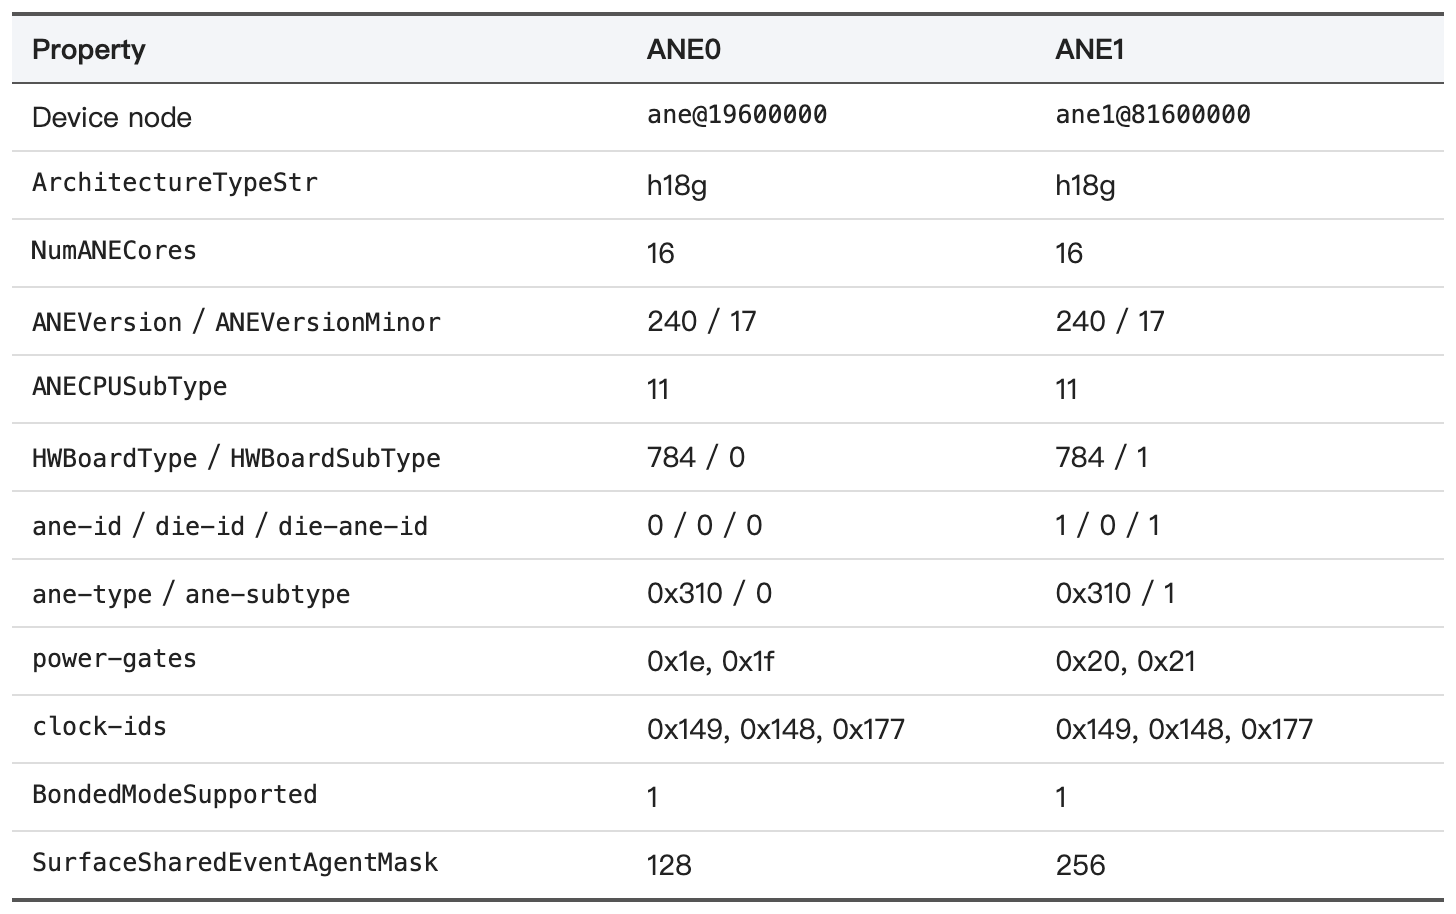 Property ANE0 ANE1
Device node ane@19600000 ane1@81600000
ArchitectureTypeStr h18g h18g
NumANECores 16 16
ANEVersion / ANEVersionMinor 240 / 17 240 / 17
ANECPUSubType 11 11
HWBoardType / HWBoardSubType 784 / 0 784 / 1
ane-id / die-id / die-ane-id 0 / 0 / 0 1 / 0 / 1
ane-type / ane-subtype 0x310 / 0 0x310 / 1
power-gates 0x1e, 0x1f 0x20, 0x21
clock-ids 0x149, 0x148, 0x177 0x149, 0x148, 0x177
BondedModeSupported 1 1
SurfaceSharedEventAgentMask 128 256